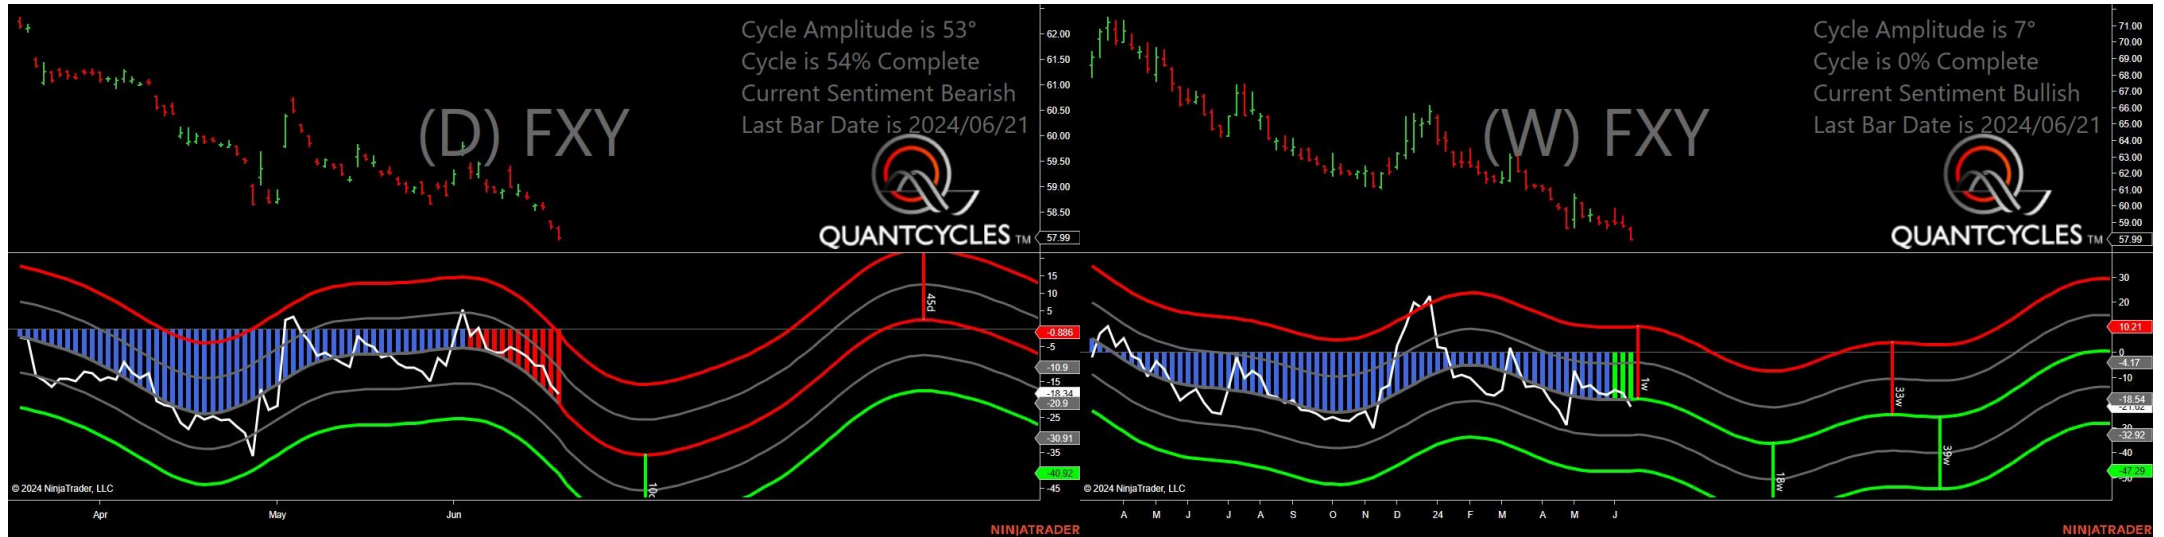 Cycle Amplitude is 53°
Cycle is 54% Complete
Current Sentiment Bearish
Last Bar Date is 2024/06/21
(D) FXY
QUANTCYCLES TM
62.00
61.50
61.00
60.50
60.00
59.50
59.00
58.50
57.99
15
10
5
-0.886
-5
-10.9
-15
-18.34
-20.9
-25
-30.91
-35
-40.92
-45
45d
© 2024 NinjaTrader, LLC
Apr
May
Jun
NINJATRADER
Cycle Amplitude is 7°
Cycle is 0% Complete
Current Sentiment Bullish
Last Bar Date is 2024/06/21
(W) FXY
QUANTCYCLES TM
71.00
70.00
69.00
68.00
67.00
66.00
65.00
64.00
63.00
62.00
61.00
60.00
59.00
57.99
30
20
10.21
0
-4.17
-10
-18.54
-32.92
-40
-47.29
1w
33w
39w
18w
© 2024 NinjaTrader, LLC
A M J J A S O N D 24 F M A M J
NINJATRADER